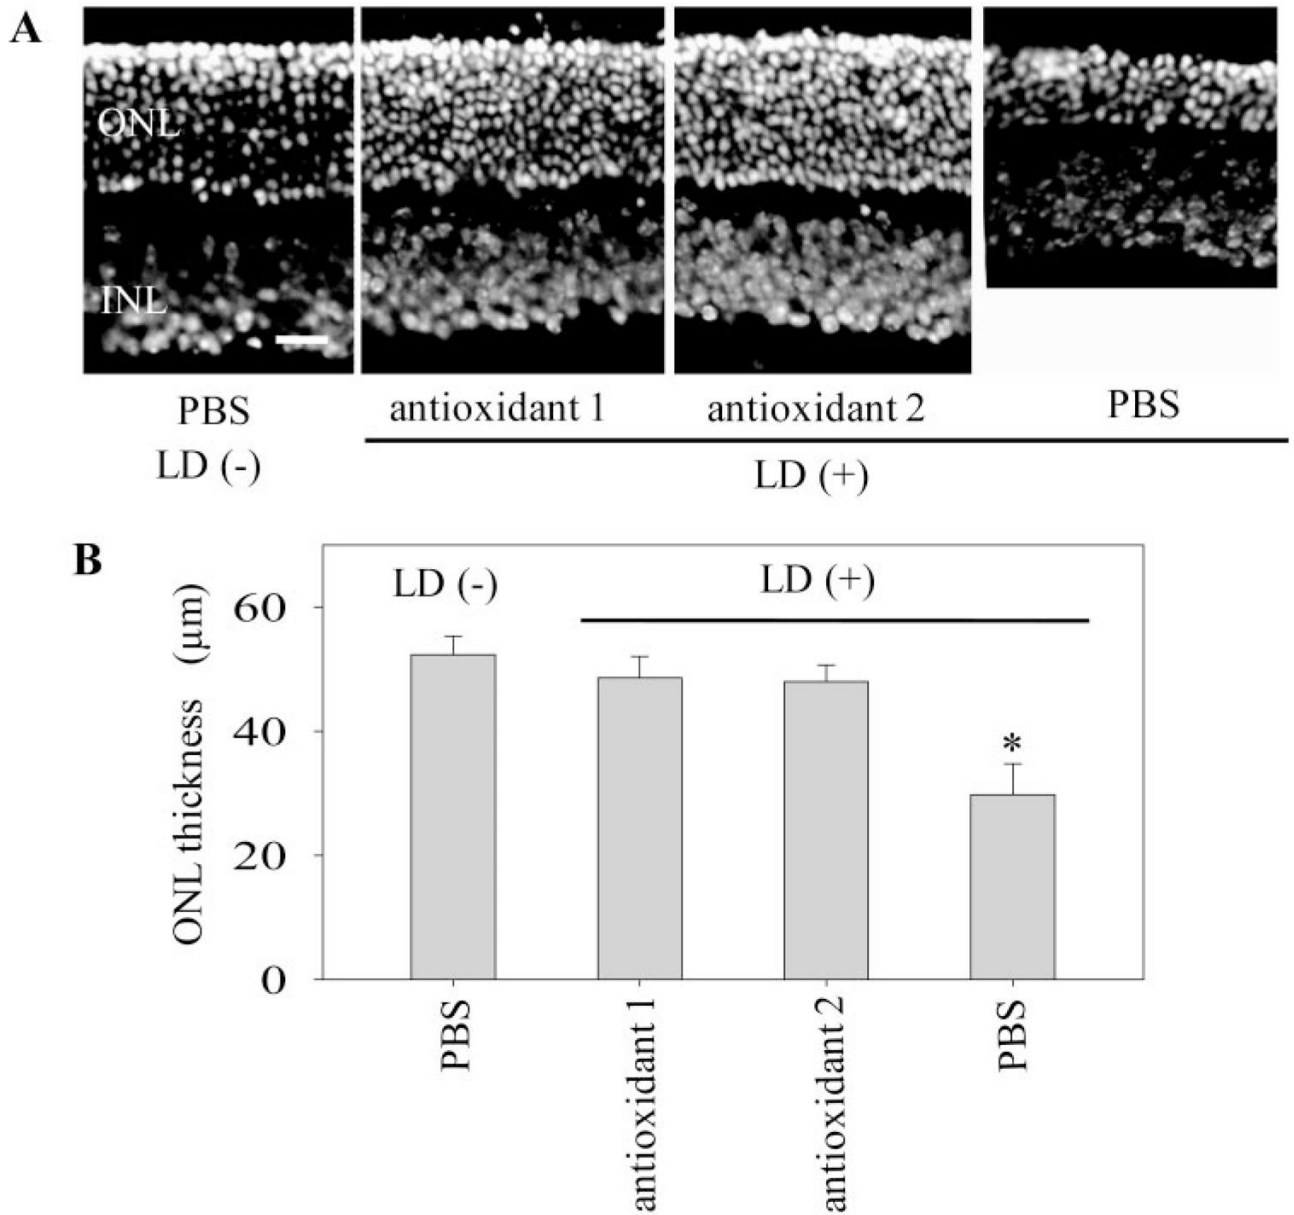 A
ONL
INL
PBS
antioxidant 1
antioxidant 2
PBS
LD (-)
LD (+)
B
LD (-)
LD (+)
ONL thickness (μm)
60
40
20
0
PBS
antioxidant 1
antioxidant 2
*
PBS